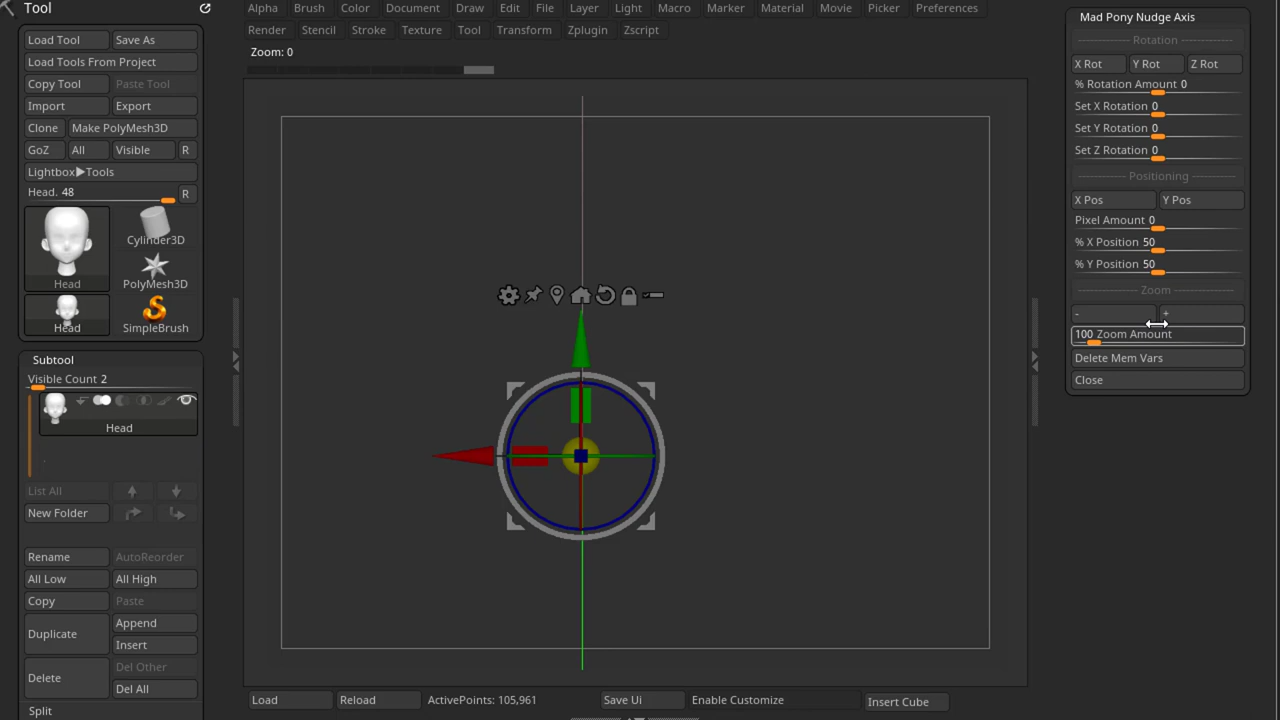 Tool
Load Tool Save As
Load Tools From Project
Copy Tool Paste Tool
Import Export
Clone Make PolyMesh3D
GoZ All Visible R
Lightbox▶Tools
Head. 48 R
Head
Cylinder3D
PolyMesh3D
Head
SimpleBrush
Subtool
Visible Count 2
Head
List All
New Folder
Rename AutoReorder
All Low All High
Copy Paste
Duplicate Append
Insert
Delete Del Other
Del All
Split
Alpha Brush Color Document Draw Edit File Layer Light Macro Marker Material Movie Picker Preferences
Render Stencil Stroke Texture Tool Transform Zplugin Zscript
Zoom: 0
Load Reload ActivePoints: 105,961 Save Ui Enable Customize Insert Cube
Mad Pony Nudge Axis
Rotation
X Rot Y Rot Z Rot
% Rotation Amount 0
Set X Rotation 0
Set Y Rotation 0
Set Z Rotation 0
Positioning
X Pos Y Pos
Pixel Amount 0
% X Position 50
% Y Position 50
Zoom
- +
100 Zoom Amount
Delete Mem Vars
Close